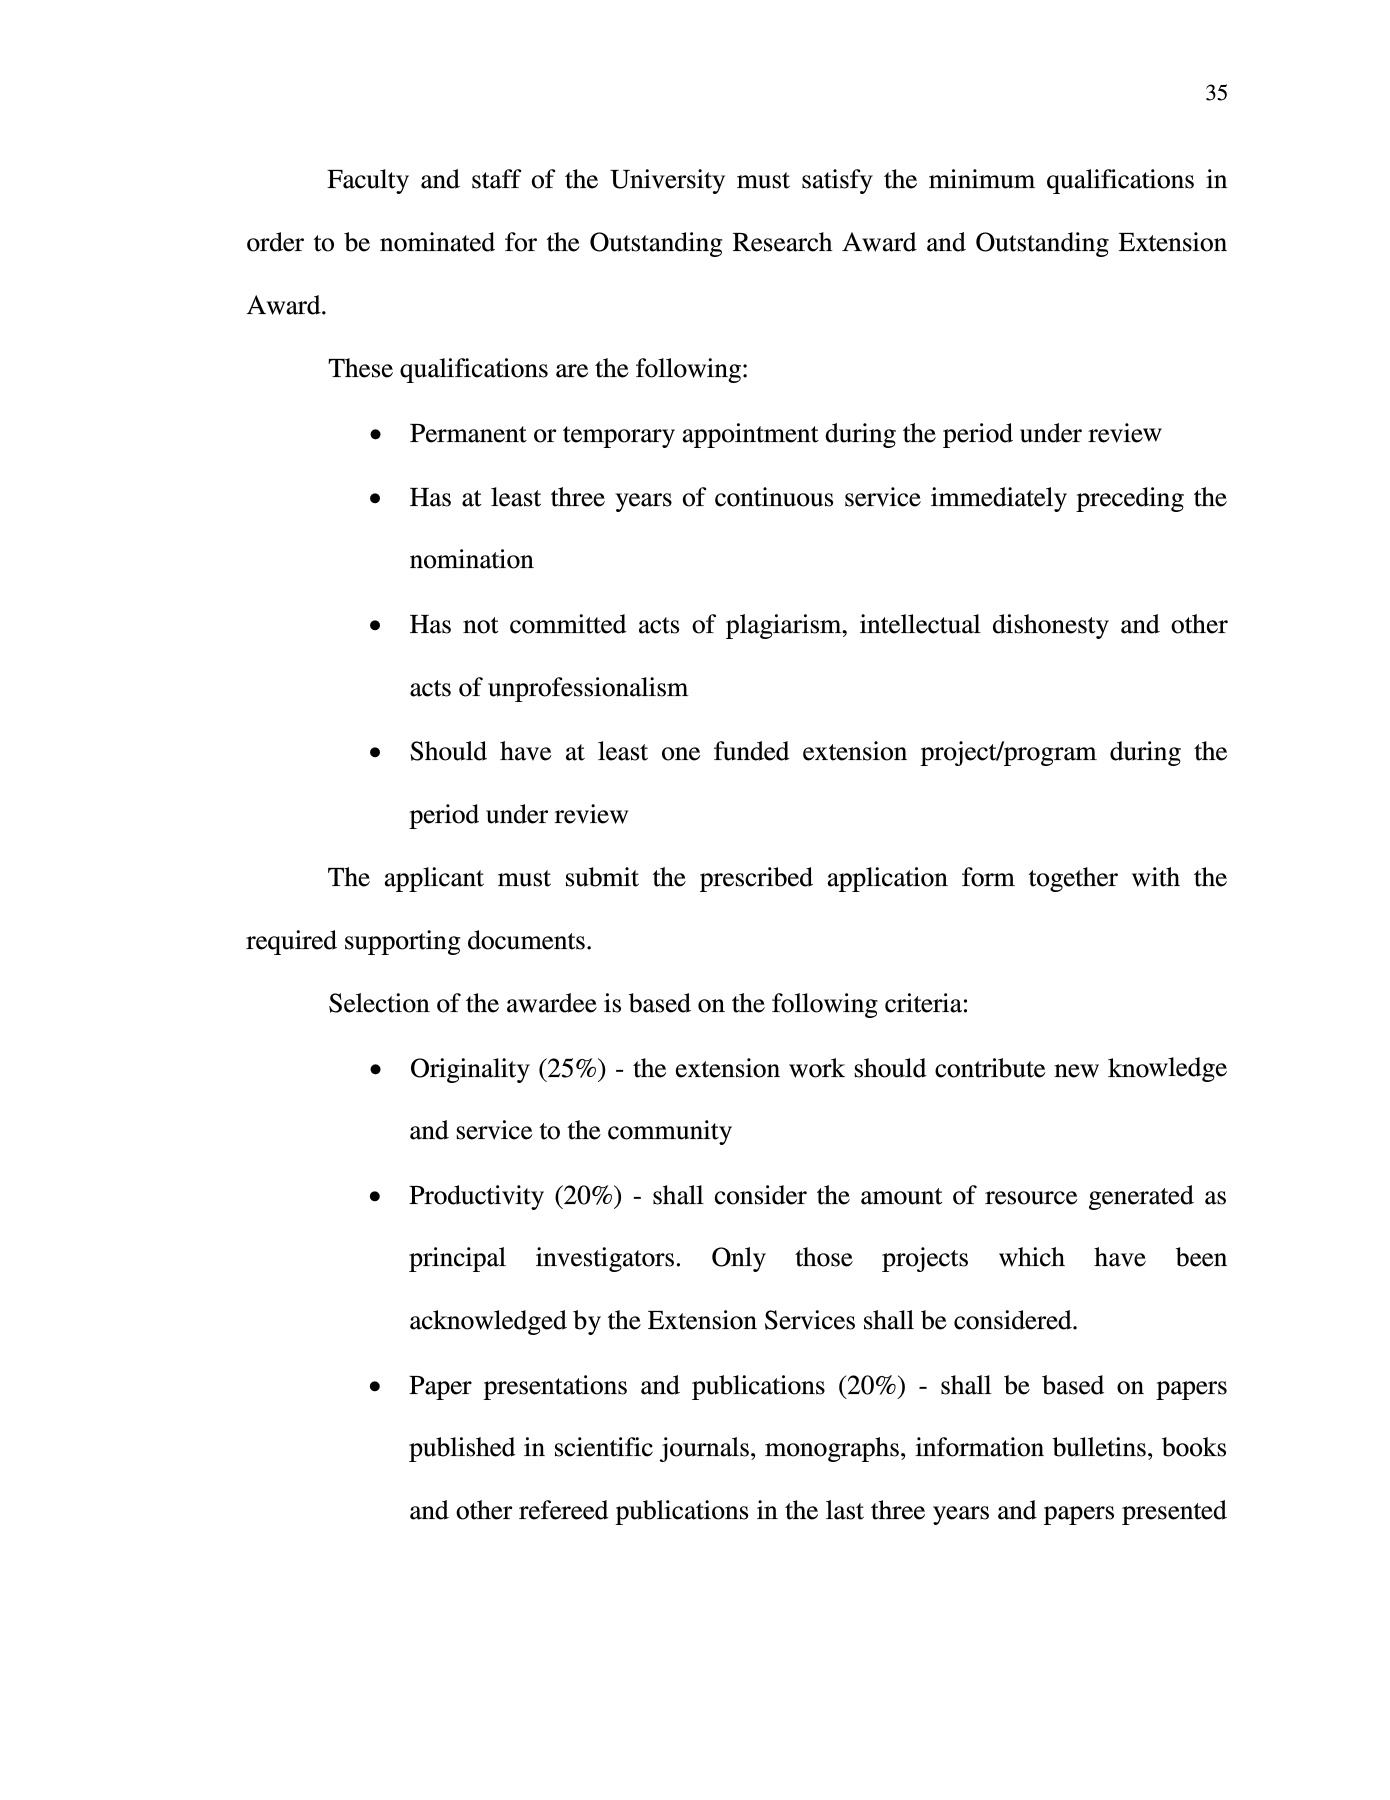 35
Faculty and staff of the University must satisfy the minimum qualifications in
order to be nominated for the Outstanding Research Award and Outstanding Extension
Award.
These qualifications are the following:
• Permanent or temporary appointment during the period under review
• Has at least three years of continuous service immediately preceding the
nomination
• Has not committed acts of plagiarism, intellectual dishonesty and other
acts of unprofessionalism
• Should have at least one funded extension project/program during the
period under review
The applicant must submit the prescribed application form together with the
required supporting documents.
Selection of the awardee is based on the following criteria:
• Originality (25%) - the extension work should contribute new knowledge
and service to the community
• Productivity (20%) - shall consider the amount of resource generated as
principal investigators. Only those projects which have been
acknowledged by the Extension Services shall be considered.
• Paper presentations and publications (20%) - shall be based on papers
published in scientific journals, monographs, information bulletins, books
and other refereed publications in the last three years and papers presented